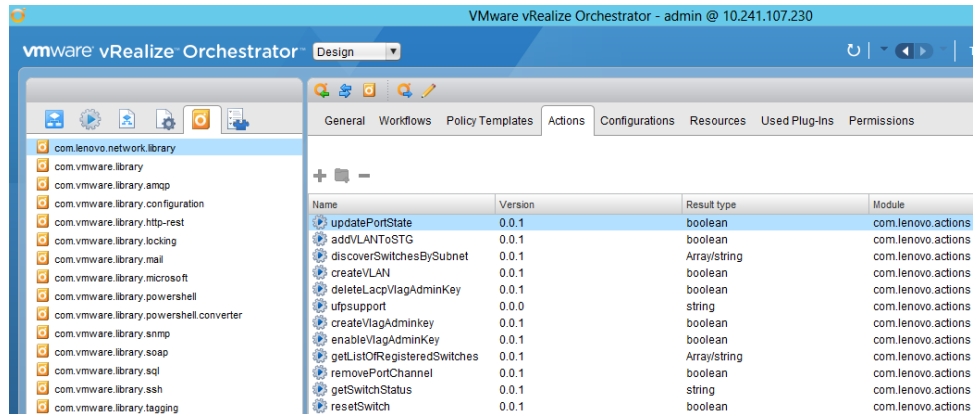 VMware vRealize Orchestrator - admin @ 10.241.107.230
vmware vRealize™ Orchestrator™ Design
General Workflows Policy Templates Actions Configurations Resources Used Plug-Ins Permissions
com.lenovo.network.library
com.vmware.library
com.vmware.library.amqp
com.vmware.library.configuration
com.vmware.library.http-rest
com.vmware.library.locking
com.vmware.library.mail
com.vmware.library.microsoft
com.vmware.library.powershell
com.vmware.library.powershell.converter
com.vmware.library.snmp
com.vmware.library.soap
com.vmware.library.sql
com.vmware.library.ssh
com.vmware.library.tagging
Name Version Result type Module
updatePortState 0.0.1 boolean com.lenovo.actions
addVLANToSTG 0.0.1 boolean com.lenovo.actions
discoverSwitchesBySubnet 0.0.1 Array/string com.lenovo.actions
createVLAN 0.0.1 boolean com.lenovo.actions
deleteLacpVlagAdminKey 0.0.1 boolean com.lenovo.actions
ufpsupport 0.0.0 string com.lenovo.actions
createVlagAdminkey 0.0.1 boolean com.lenovo.actions
enableVlagAdminKey 0.0.1 boolean com.lenovo.actions
getListOfRegisteredSwitches 0.0.1 Array/string com.lenovo.actions
removePortChannel 0.0.1 boolean com.lenovo.actions
getSwitchStatus 0.0.1 string com.lenovo.actions
resetSwitch 0.0.1 boolean com.lenovo.actions